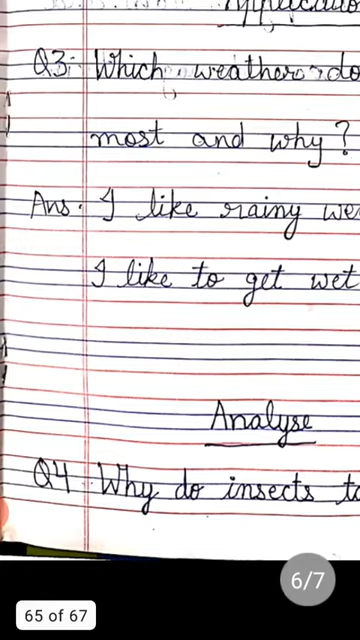 Q3:- Which weather do
most and why?
Ans. I like rainy we
I like to get wet
Analyse
Q4 Why do insects to
6/7
65 of 67